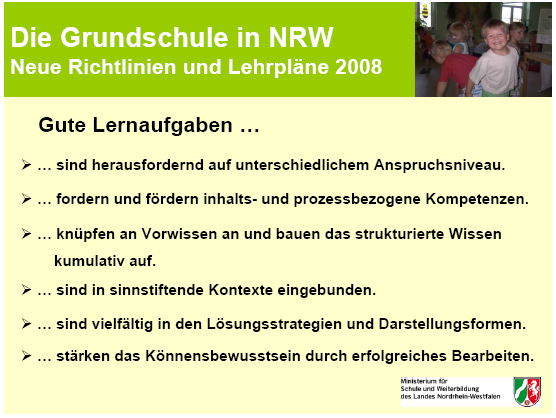 Die Grundschule in NRW
Neue Richtlinien und Lehrpläne 2008
Gute Lernaufgaben …
➢ … sind herausfordernd auf unterschiedlichem Anspruchsniveau.
➢ … fordern und fördern inhalts- und prozessbezogene Kompetenzen.
➢ … knüpfen an Vorwissen an und bauen das strukturierte Wissen
kumulativ auf.
➢ … sind in sinnstiftende Kontexte eingebunden.
➢ … sind vielfältig in den Lösungsstrategien und Darstellungsformen.
➢ … stärken das Könnensbewusstsein durch erfolgreiches Bearbeiten.
Ministerium für
Schule und Weiterbildung
des Landes Nordrhein-Westfalen